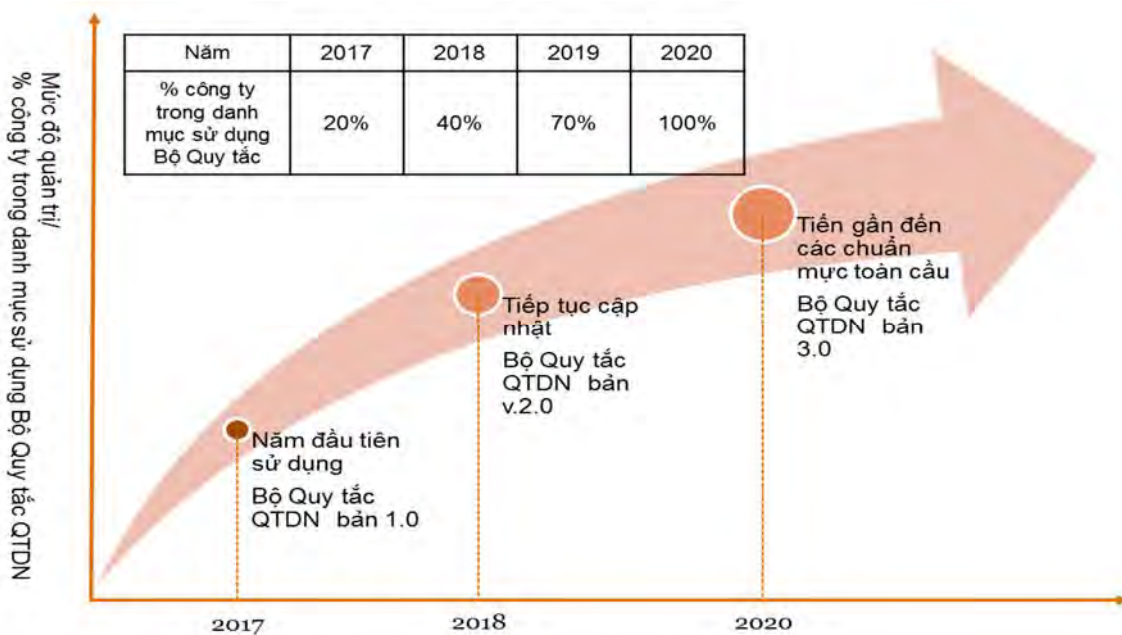 Mức độ quản trị/
% công ty trong danh mục sử dụng Bộ Quy tắc QTDN
Năm 2017 2018 2019 2020
% công ty
trong danh
mục sử dụng
Bộ Quy tắc
20% 40% 70% 100%
Năm đầu tiên
sử dụng
Bộ Quy tắc
QTDN bản 1.0
Tiếp tục cập
nhật
Bộ Quy tắc
QTDN bản
v.2.0
Tiến gần đến
các chuẩn
mực toàn cầu
Bộ Quy tắc
QTDN bản
3.0
2017 2018 2020